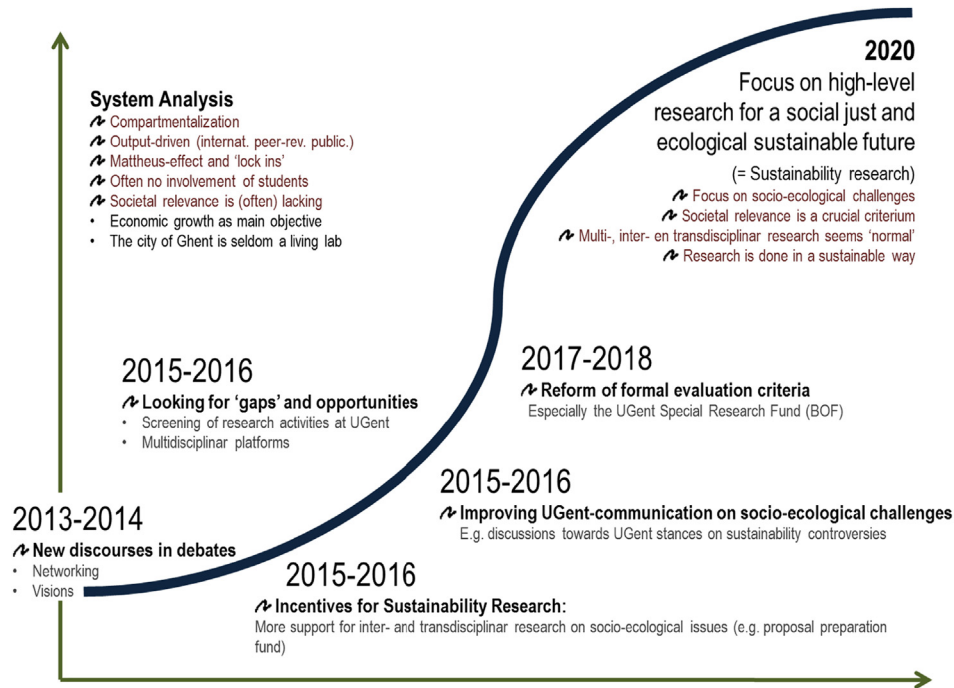 System Analysis
Compartmentalization
Output-driven (internat. peer-rev. public.)
Mattheus-effect and ‘lock ins’
Often no involvement of students
Societal relevance is (often) lacking
• Economic growth as main objective
• The city of Ghent is seldom a living lab
2020
Focus on high-level
research for a social just and
ecological sustainable future
(= Sustainability research)
Focus on socio-ecological challenges
Societal relevance is a crucial criterium
Multi-, inter- en transdisciplinar research seems ‘normal’
Research is done in a sustainable way
2015-2016
Looking for ‘gaps’ and opportunities
• Screening of research activities at UGent
• Multidisciplinar platforms
2017-2018
Reform of formal evaluation criteria
Especially the UGent Special Research Fund (BOF)
2015-2016
Improving UGent-communication on socio-ecological challenges
E.g. discussions towards UGent stances on sustainability controversies
2013-2014
New discourses in debates
• Networking
• Visions
2015-2016
Incentives for Sustainability Research:
More support for inter- and transdisciplinar research on socio-ecological issues (e.g. proposal preparation
fund)